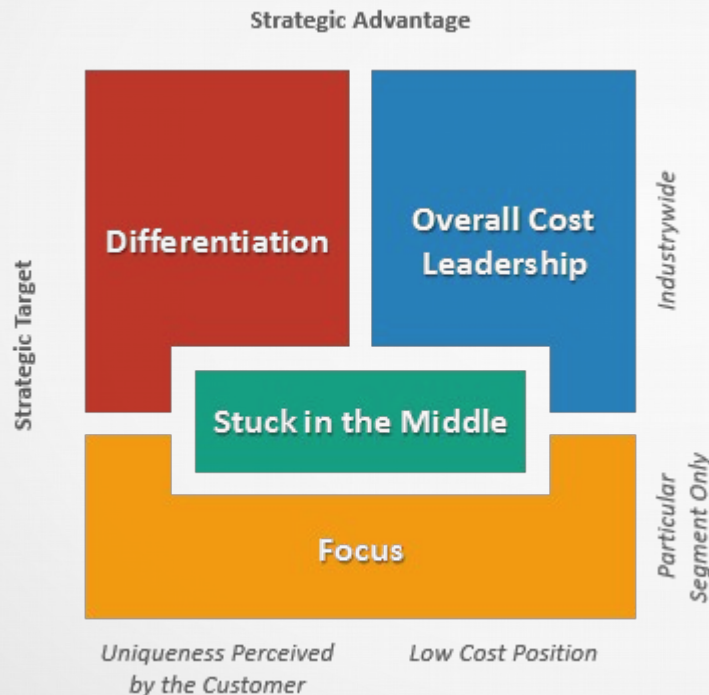 Strategic Advantage
Differentiation
Overall Cost
Leadership
Industrywide
Strategic Target
Stuck in the Middle
Focus
Particular
Segment Only
Uniqueness Perceived
by the Customer
Low Cost Position